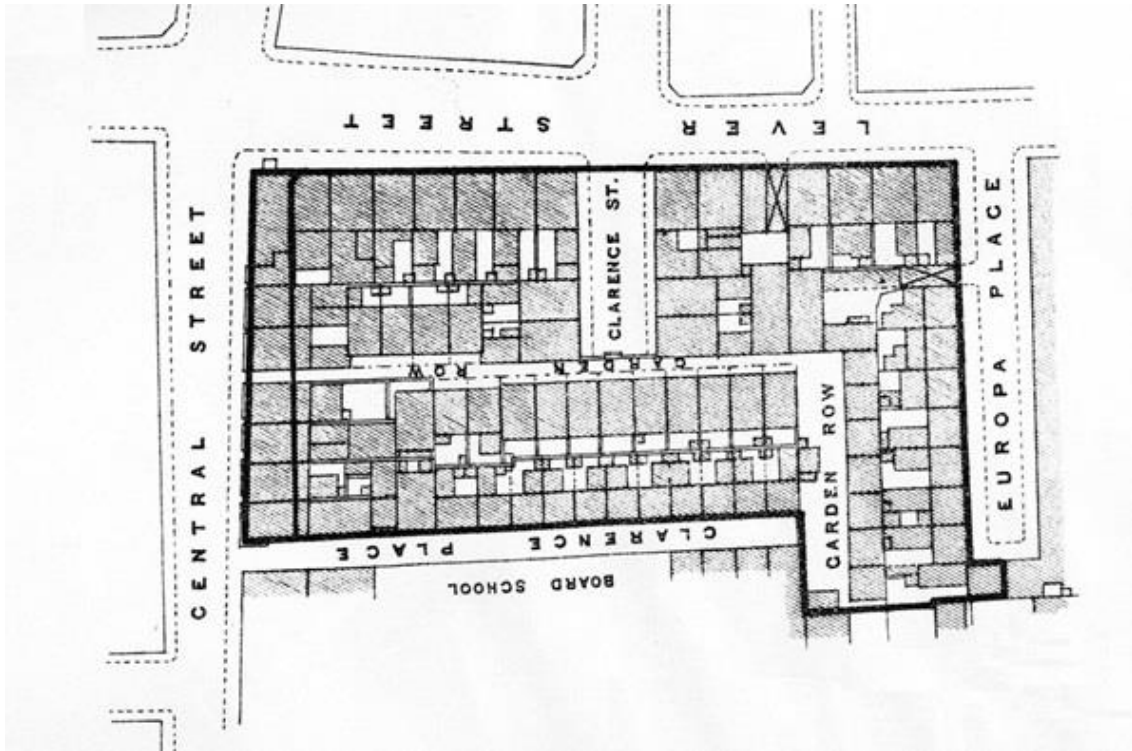 LEVER STREET
CENTRAL STREET
CLARENCE ST.
EUROPA PLACE
GARDEN ROW
GARDEN ROW
CLARENCE PLACE
BOARD SCHOOL